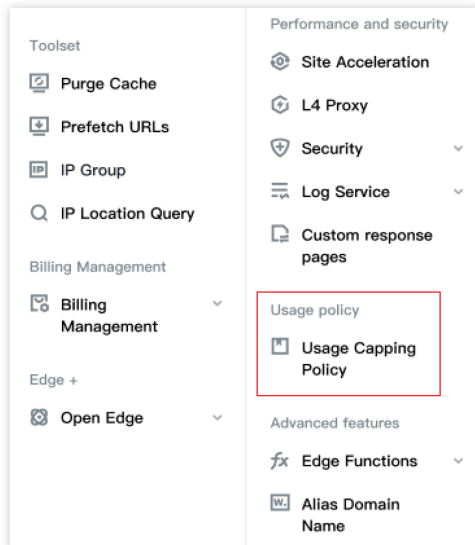 Toolset
Purge Cache
Prefetch URLs
IP
IP Group
IP Location Query
Billing Management
Billing
Management
Edge +
Open Edge
Performance and security
Site Acceleration
L4 Proxy
Security
Log Service
Custom response
pages
Usage policy
Usage Capping
Policy
Advanced features
fx Edge Functions
W. Alias Domain
Name